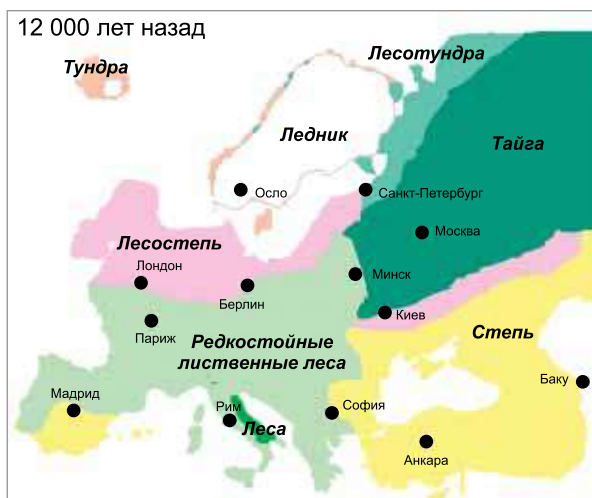 12 000 лет назад
Лесотундра
Тундра
Ледник
Тайга
Осло
Санкт-Петербург
Москва
Лесостепь
Лондон
Минск
Берлин
Киев
Париж
Редкостойные
лиственные леса
Степь
Баку
Мадрид
Рим
София
Леса
Анкара